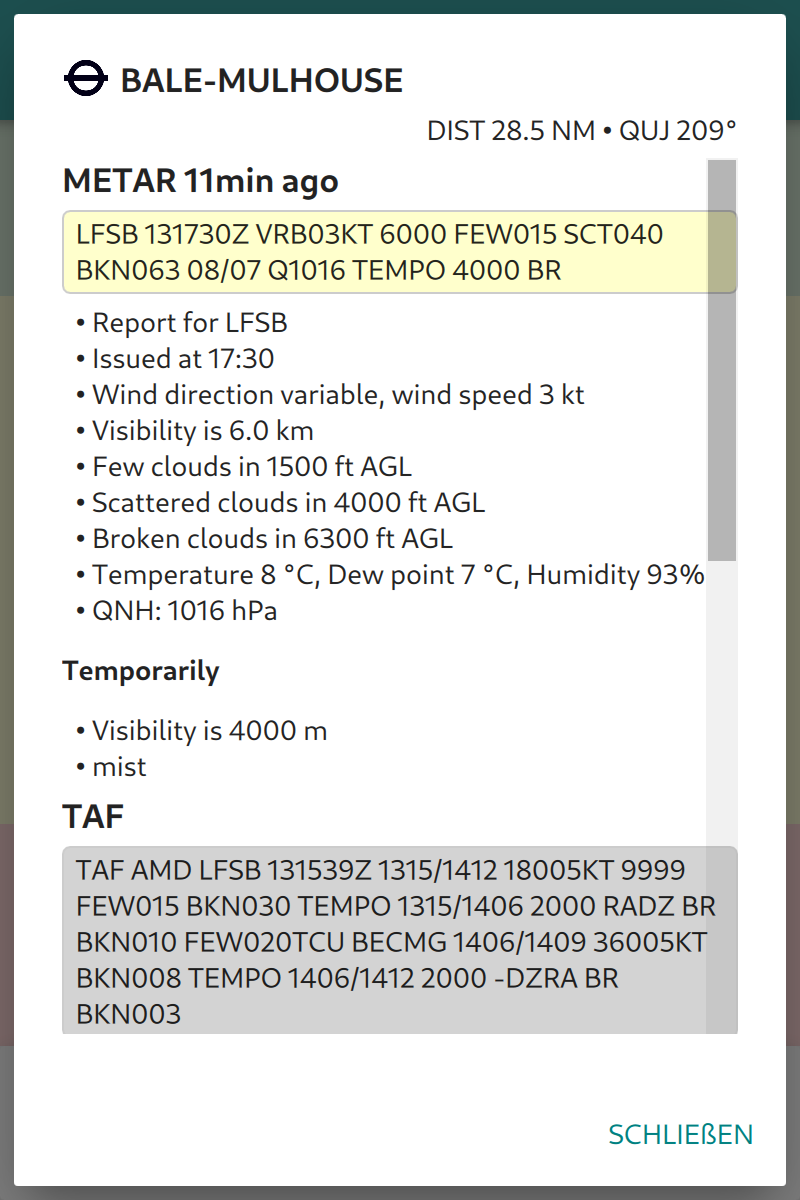 BALE-MULHOUSE
DIST 28.5 NM • QUJ 209°
METAR 11min ago
LFSB 131730Z VRB03KT 6000 FEW015 SCT040
BKN063 08/07 Q1016 TEMPO 4000 BR
• Report for LFSB
• Issued at 17:30
• Wind direction variable, wind speed 3 kt
• Visibility is 6.0 km
• Few clouds in 1500 ft AGL
• Scattered clouds in 4000 ft AGL
• Broken clouds in 6300 ft AGL
• Temperature 8 °C, Dew point 7 °C, Humidity 93%
• QNH: 1016 hPa
Temporarily
• Visibility is 4000 m
• mist
TAF
TAF AMD LFSB 131539Z 1315/1412 18005KT 9999
FEW015 BKN030 TEMPO 1315/1406 2000 RADZ BR
BKN010 FEW020TCU BECMG 1406/1409 36005KT
BKN008 TEMPO 1406/1412 2000 -DZRA BR
BKN003
SCHLIEßEN